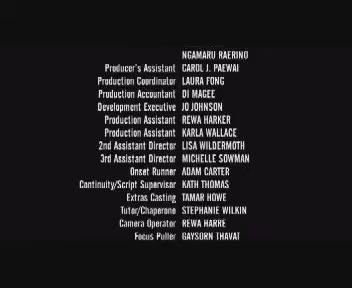 NGAMARU RAERINO
Producer's Assistant CAROL J. PAEWAI
Production Coordinator LAURA FONG
Production Accountant DI MAGEE
Development Executive JO JOHNSON
Production Assistant REWA HARKER
Production Assistant KARLA WALLACE
2nd Assistant Director LISA WILDERMOTH
3rd Assistant Director MICHELLE SOWMAN
Onset Runner ADAM CARTER
Continuity/Script Supervisor KATH THOMAS
Extras Casting TAMAR HOWE
Tutor/Chaperone STEPHANIE WILKIN
Camera Operator REWA HARRE
Focus Puller GAYSORN THAVAT